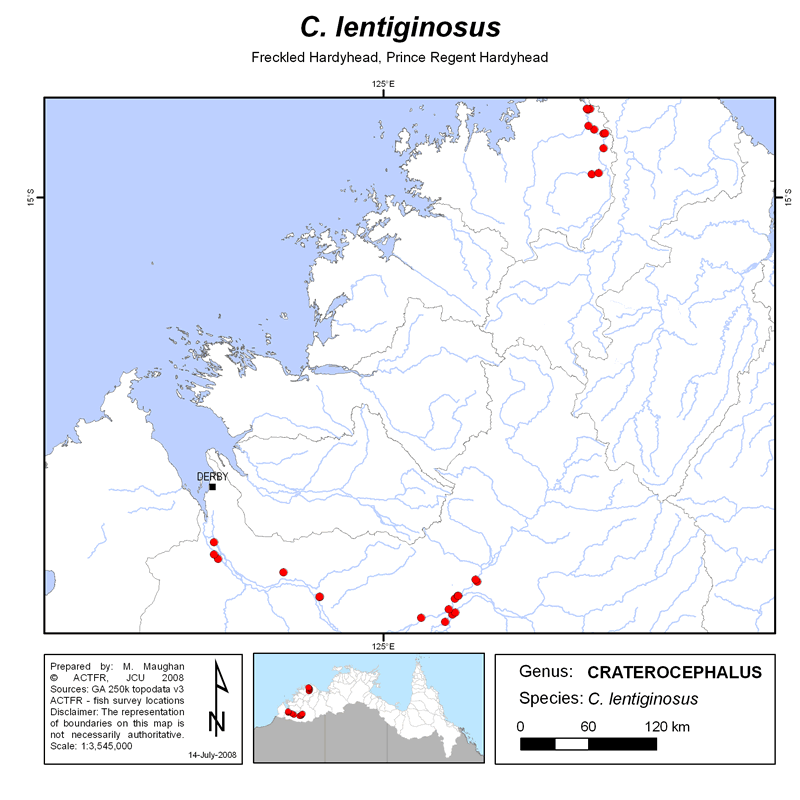 C. lentiginosus
Freckled Hardyhead, Prince Regent Hardyhead
125°E
15°S
15°S
DERBY
125°E
Prepared by: M. Maughan
© ACTFR, JCU 2008
Sources: GA 250k topodata v3
ACTFR - fish survey locations
Disclaimer: The representation
of boundaries on this map is
not necessarily authoritative.
Scale: 1:3,545,000
N
14-July-2008
Genus: CRATEROCEPHALUS
Species: C. lentiginosus
0 60 120 km